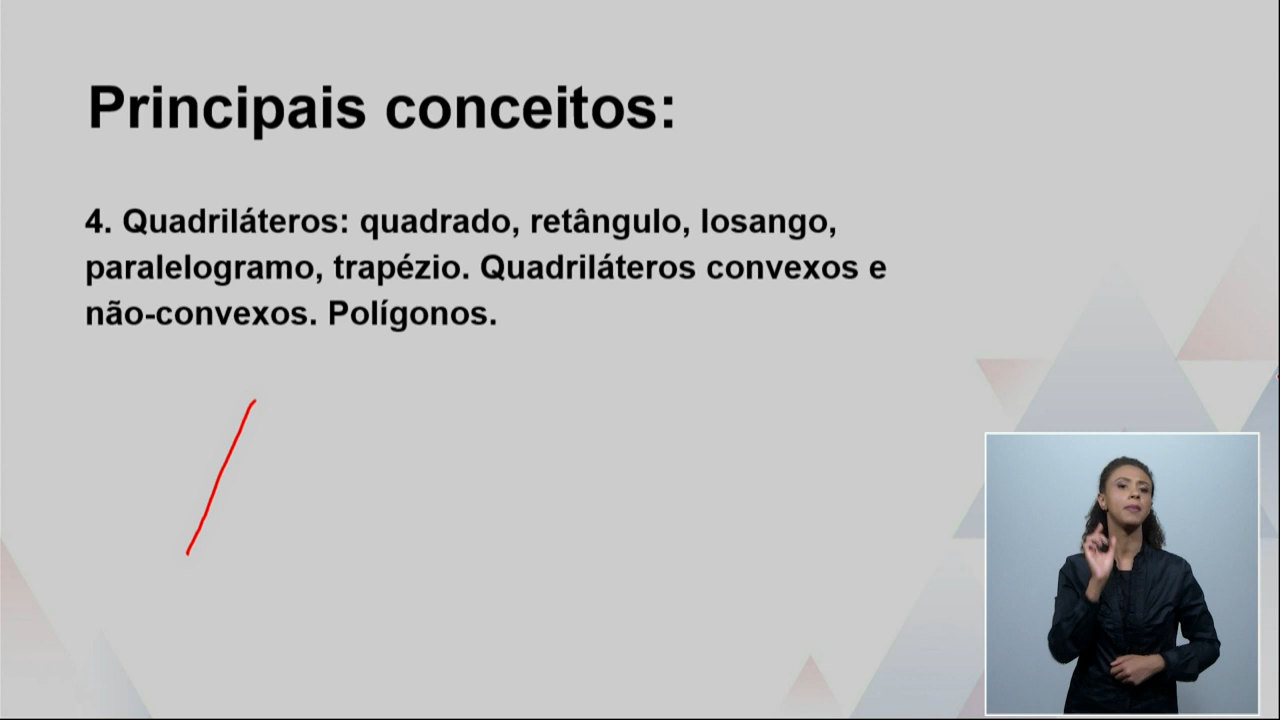 Principais conceitos:
4. Quadriláteros: quadrado, retângulo, losango,
paralelogramo, trapézio. Quadriláteros convexos e
não-convexos. Polígonos.